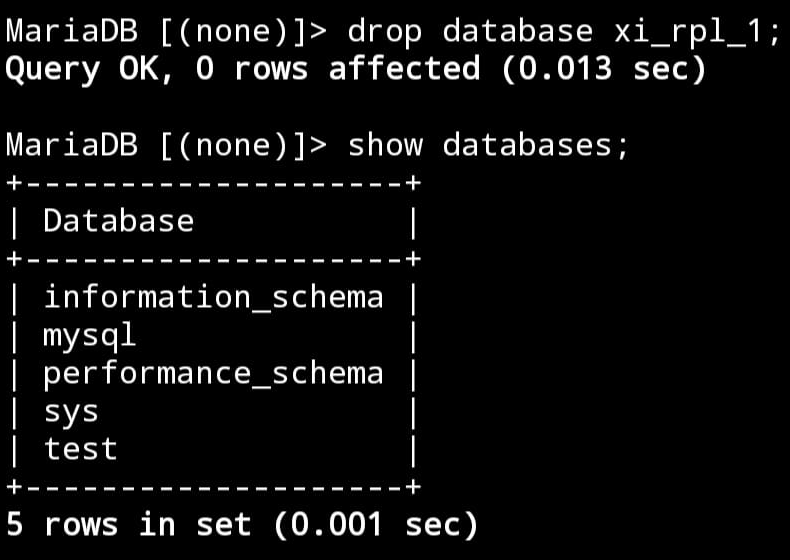 MariaDB [(none)]> drop database xi_rpl_1;
Query OK, 0 rows affected (0.013 sec)

MariaDB [(none)]> show databases;
+--------------------+
| Database           |
+--------------------+
| information_schema |
| mysql              |
| performance_schema |
| sys                |
| test               |
+--------------------+
5 rows in set (0.001 sec)